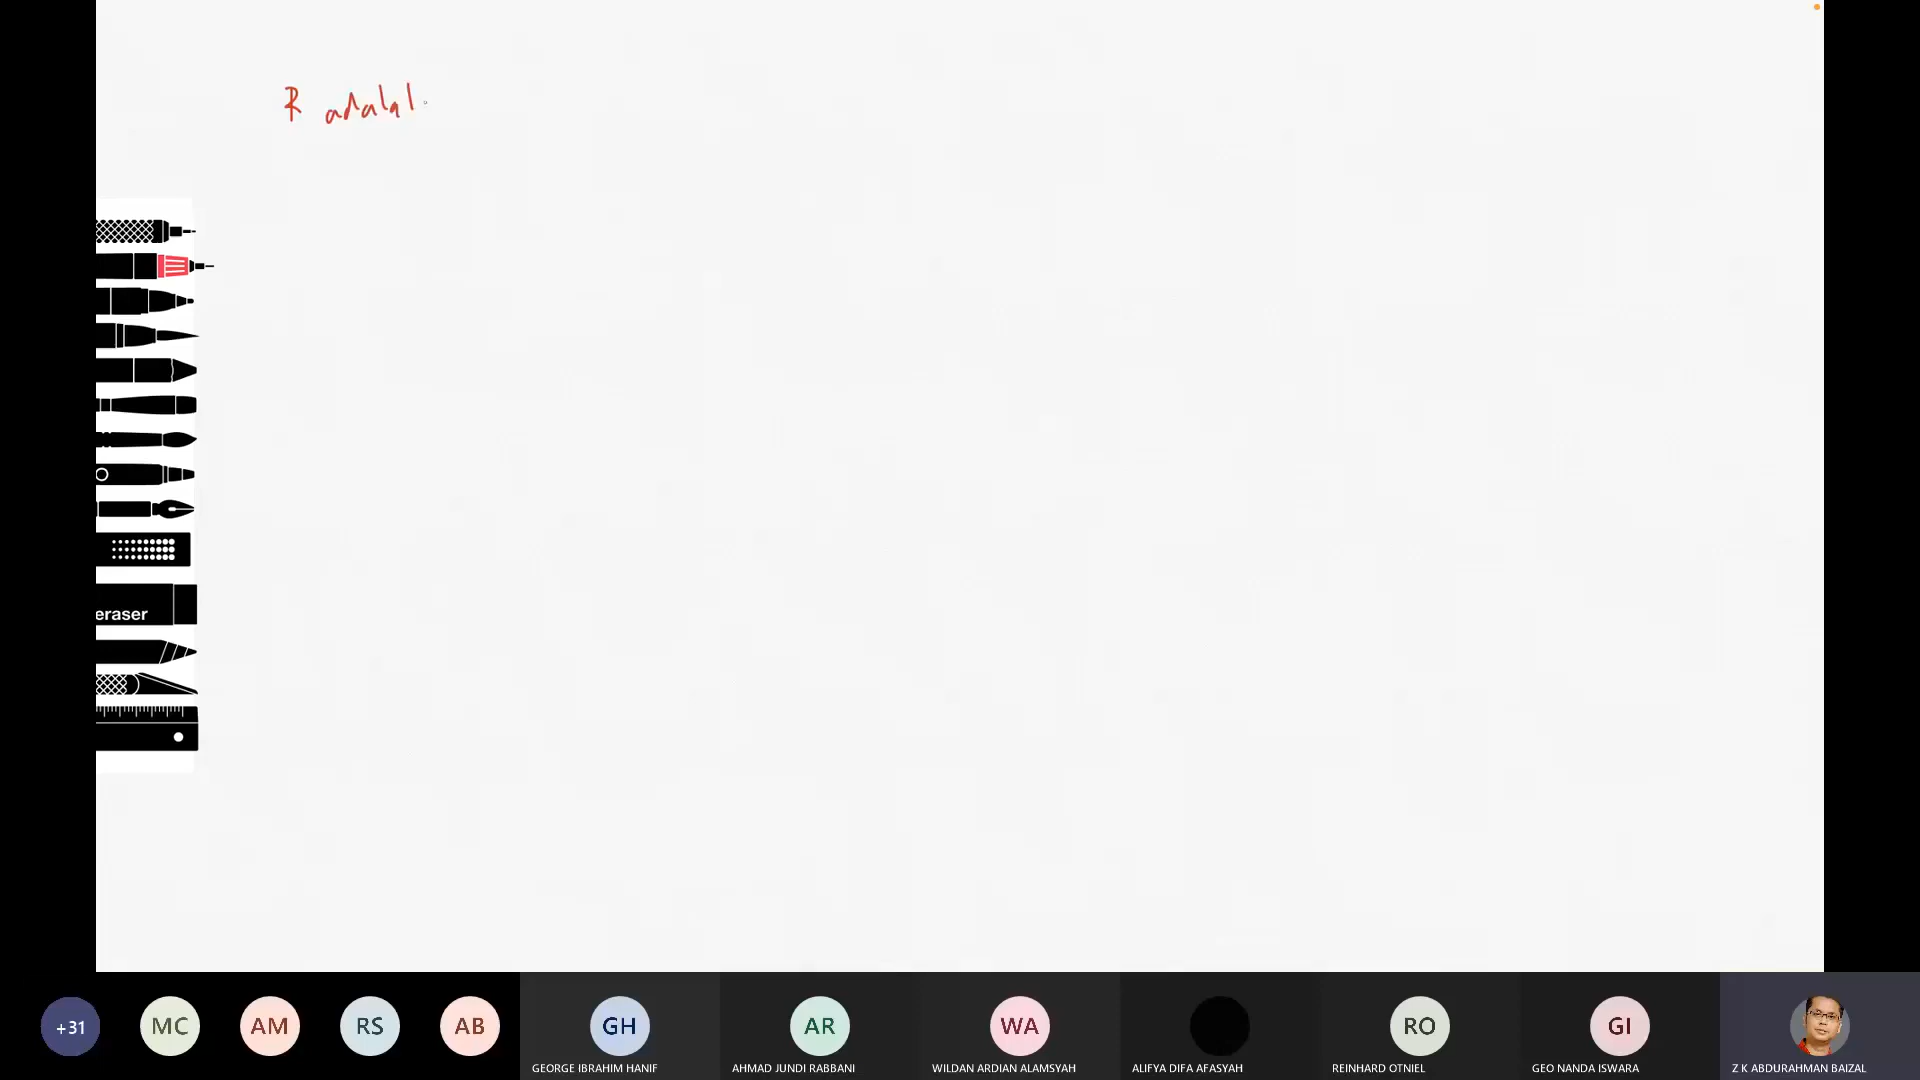 R adalal
eraser
+31
MC
AM
RS
AB
GH
AR
WA
RO
GI
GEORGE IBRAHIM HANIF
AHMAD JUNDI RABBANI
WILDAN ARDIAN ALAMSYAH
ALIFYA DIFA AFASYAH
REINHARD OTNIEL
GEO NANDA ISWARA
Z K ABDURAHMAN BAIZAL